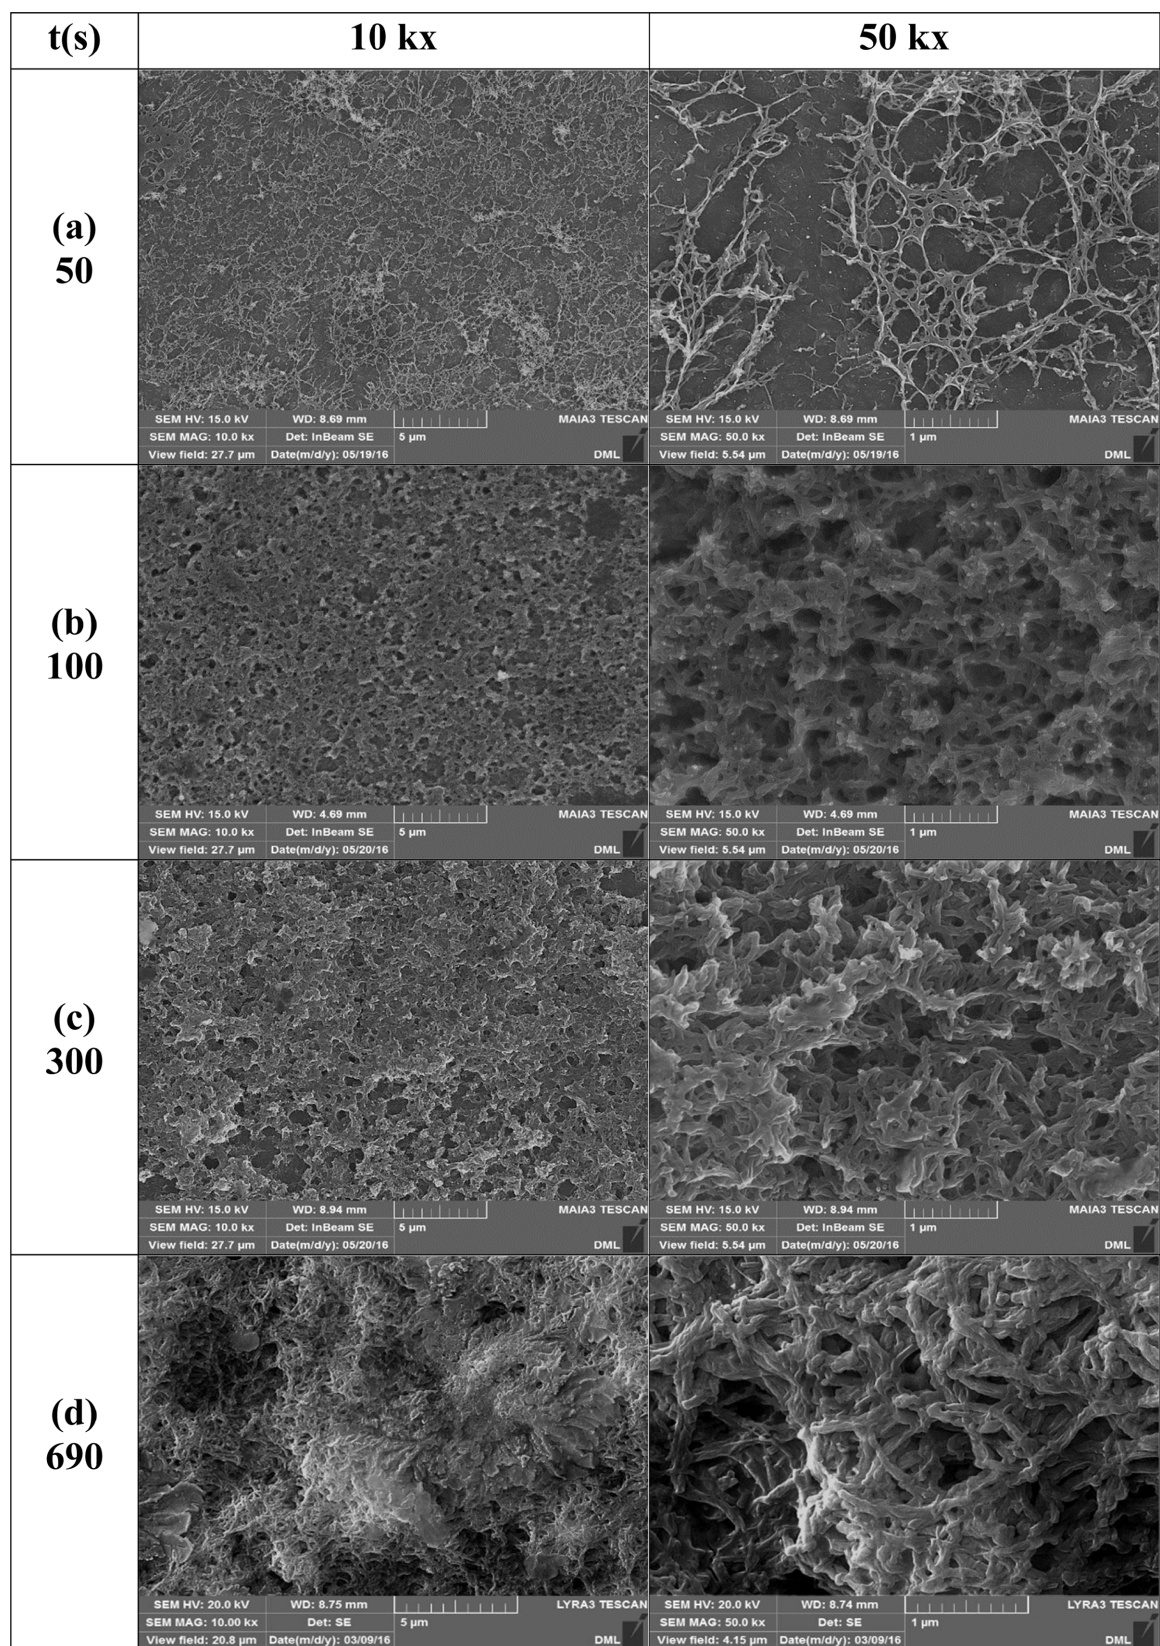 t(s) 10 kx 50 kx
(a)
50
SEM HV: 15.0 kV WD: 8.69 mm MAIA3 TESCAN
SEM MAG: 10.0 kx Det: InBeam SE 5 µm
View field: 27.7 µm Date(m/d/y): 05/19/16 DML
SEM HV: 15.0 kV WD: 8.69 mm MAIA3 TESCAN
SEM MAG: 50.0 kx Det: InBeam SE 1 µm
View field: 5.54 µm Date(m/d/y): 05/19/16 DML
(b)
100
SEM HV: 15.0 kV WD: 4.69 mm MAIA3 TESCAN
SEM MAG: 10.0 kx Det: InBeam SE 5 µm
View field: 27.7 µm Date(m/d/y): 05/20/16 DML
SEM HV: 15.0 kV WD: 4.69 mm MAIA3 TESCAN
SEM MAG: 50.0 kx Det: InBeam SE 1 µm
View field: 5.54 µm Date(m/d/y): 05/20/16 DML
(c)
300
SEM HV: 15.0 kV WD: 8.94 mm MAIA3 TESCAN
SEM MAG: 10.0 kx Det: InBeam SE 5 µm
View field: 27.7 µm Date(m/d/y): 05/20/16 DML
SEM HV: 15.0 kV WD: 8.94 mm MAIA3 TESCAN
SEM MAG: 50.0 kx Det: InBeam SE 1 µm
View field: 5.54 µm Date(m/d/y): 05/20/16 DML
(d)
690
SEM HV: 20.0 kV WD: 8.75 mm LYRA3 TESCAN
SEM MAG: 10.00 kx Det: SE 5 µm
View field: 20.8 µm Date(m/d/y): 03/09/16 DML
SEM HV: 20.0 kV WD: 8.74 mm LYRA3 TESCAN
SEM MAG: 50.0 kx Det: SE 1 µm
View field: 4.15 µm Date(m/d/y): 03/09/16 DML